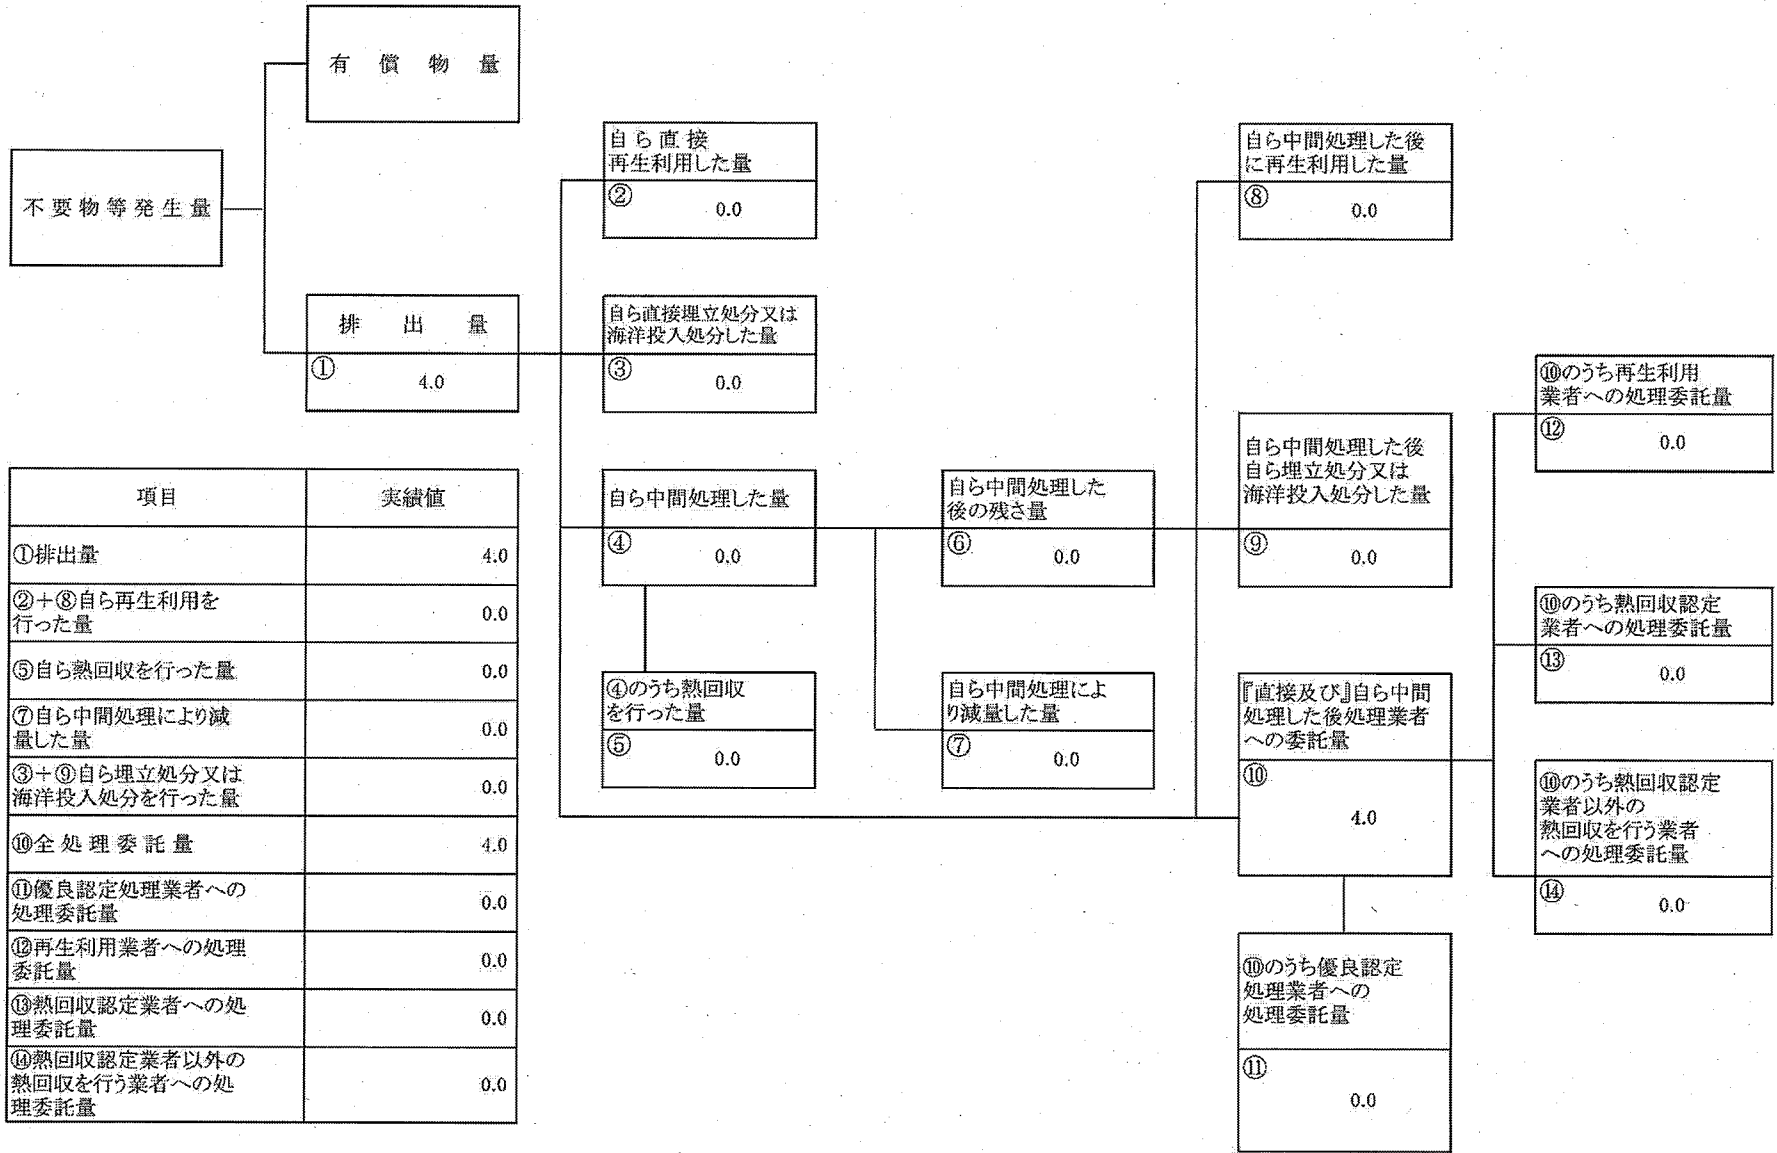 有償物量
不要物等発生量
排出量
①
4.0
自ら直接
再生利用した量
②
0.0
自ら直接埋立処分又は
海洋投入処分した量
③
0.0
自ら中間処理した量
④
0.0
④のうち熱回収
を行った量
⑤
0.0
自ら中間処理した
後の残さ量
⑥
0.0
自ら中間処理によ
り減量した量
⑦
0.0
自ら中間処理した後
に再生利用した量
⑧
0.0
自ら中間処理した後
自ら埋立処分又は
海洋投入処分した量
⑨
0.0
『直接及び』自ら中間
処理した後処理業者
への委託量
⑩
4.0
⑩のうち優良認定
処理業者への
処理委託量
⑪
0.0
⑩のうち再生利用
業者への処理委託量
⑫
0.0
⑩のうち熱回収認定
業者への処理委託量
⑬
0.0
⑩のうち熱回収認定
業者以外の
熱回収を行う業者
への処理委託量
⑭
0.0
項目 実績値
①排出量 4.0
②+⑧自ら再生利用を
行った量 0.0
⑤自ら熱回収を行った量 0.0
⑦自ら中間処理により減
量した量 0.0
③+⑨自ら埋立処分又は
海洋投入処分を行った量 0.0
⑩全処理委託量 4.0
⑪優良認定処理業者への
処理委託量 0.0
⑫再生利用業者への処理
委託量 0.0
⑬熱回収認定業者への処
理委託量 0.0
⑭熱回収認定業者以外の
熱回収を行う業者への処
理委託量 0.0